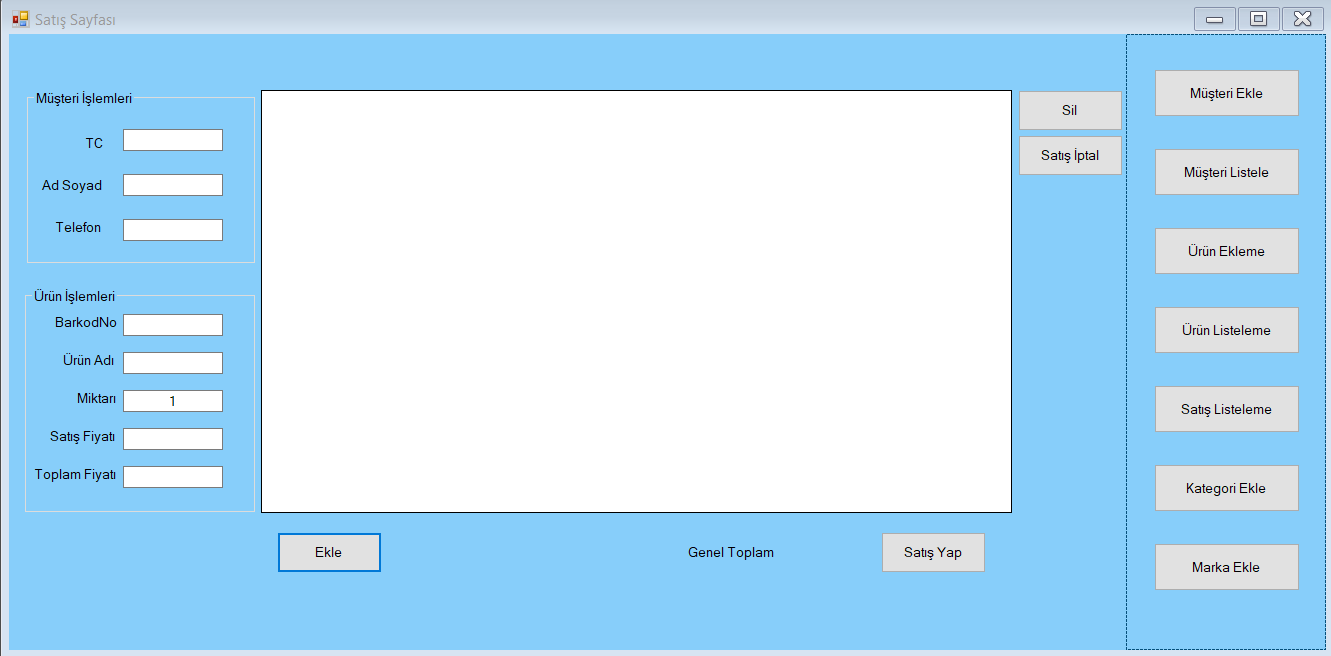 Satış Sayfası
Müşteri İşlemleri
TC
Ad Soyad
Telefon
Ürün İşlemleri
BarkodNo
Ürün Adı
Miktarı 1
Satış Fiyatı
Toplam Fiyatı
Ekle
Genel Toplam
Satış Yap
Sil
Satış İptal
Müşteri Ekle
Müşteri Listele
Ürün Ekleme
Ürün Listeleme
Satış Listeleme
Kategori Ekle
Marka Ekle